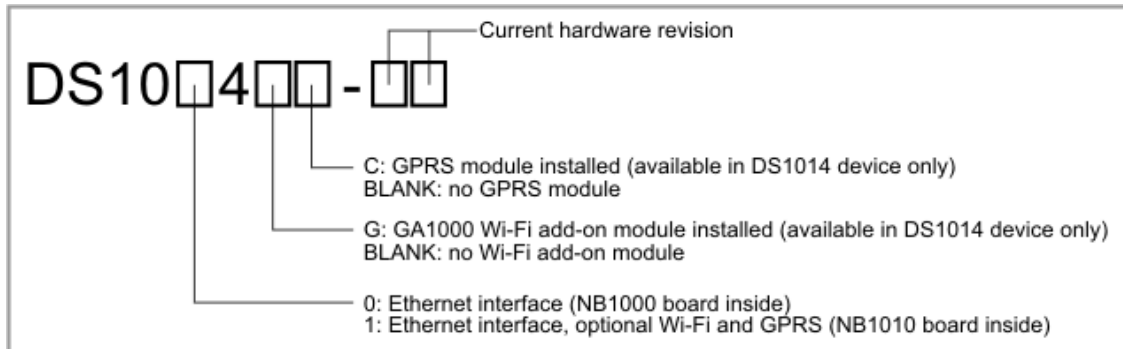 Current hardware revision
DS10□4□□-□□
C: GPRS module installed (available in DS1014 device only)
BLANK: no GPRS module
G: GA1000 Wi-Fi add-on module installed (available in DS1014 device only)
BLANK: no Wi-Fi add-on module
0: Ethernet interface (NB1000 board inside)
1: Ethernet interface, optional Wi-Fi and GPRS (NB1010 board inside)